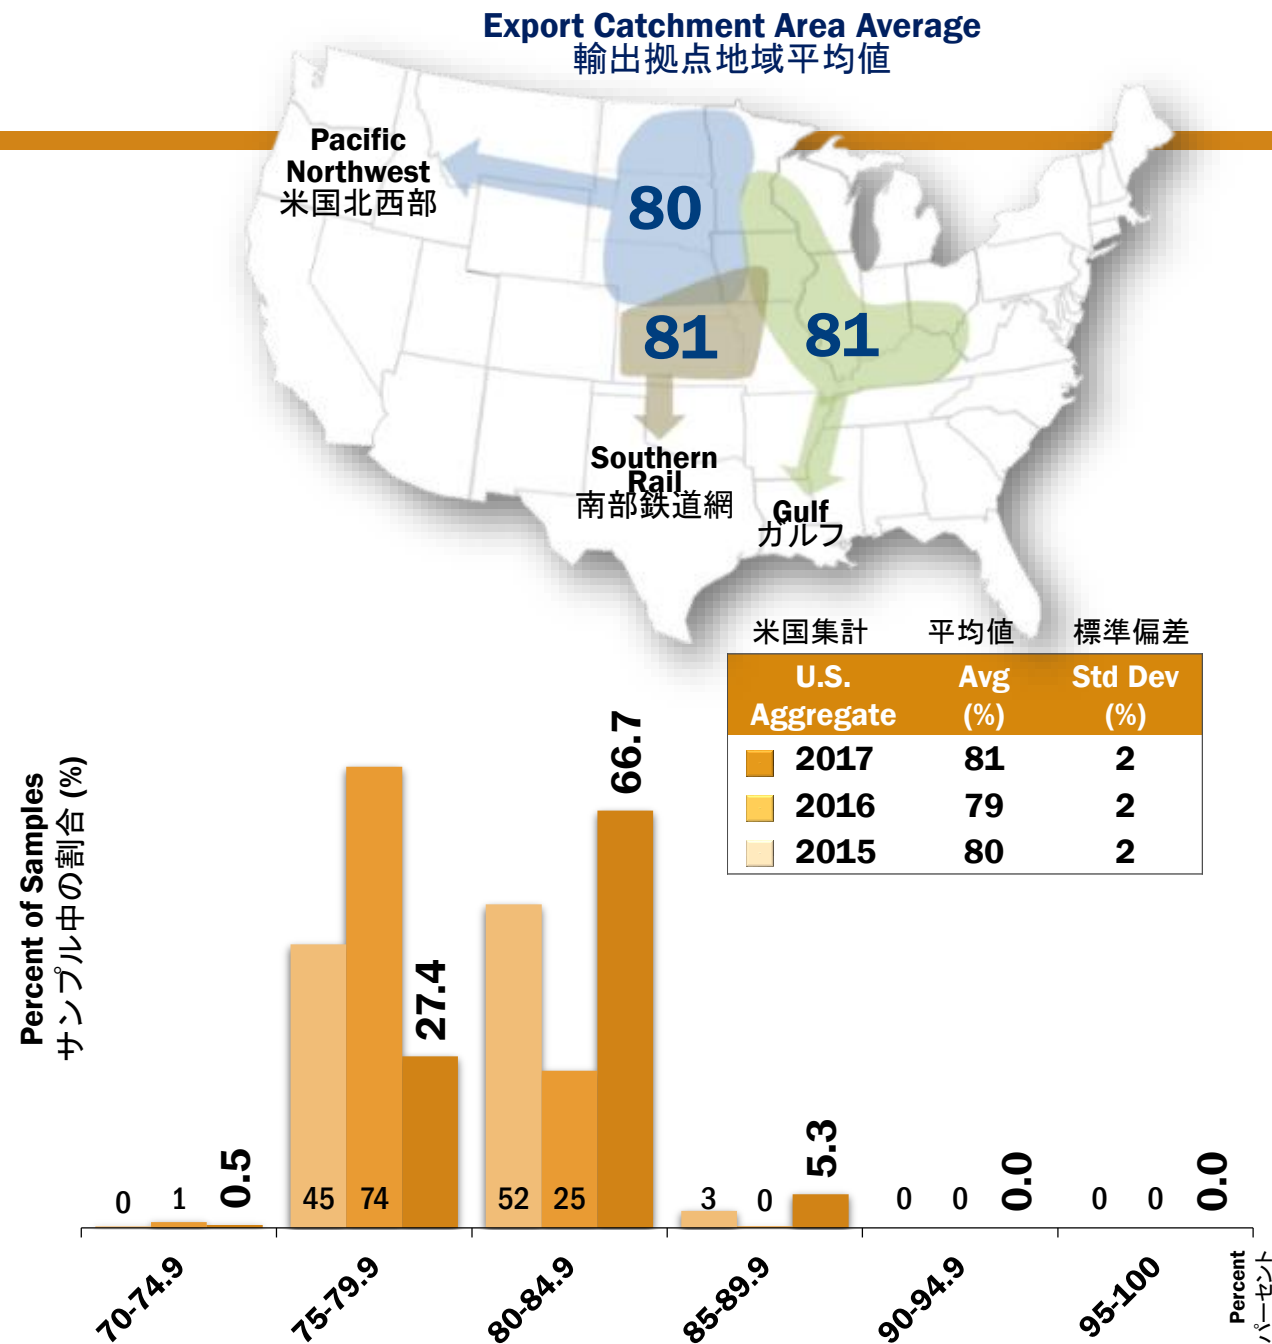 Export Catchment Area Average
輸出拠点地域平均値
Pacific
Northwest
米国北西部
80
81
81
Southern
Rail
南部鉄道網
Gulf
ガルフ
米国集計 平均値 標準偏差
U.S. Avg Std Dev
Aggregate (%) (%)
2017 81 2
2016 79 2
2015 80 2
Percent of Samples
サンプル中の割合 (%)
0 1 0.5
45 74 27.4
52 25 66.7
3 0 5.3
0 0 0.0
0 0 0.0
70-74.9
75-79.9
80-84.9
85-89.9
90-94.9
95-100
Percent
パーセント